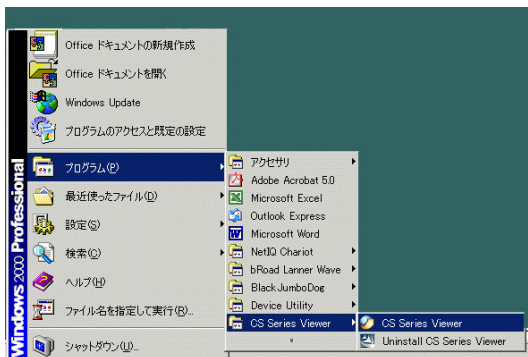 Windows 2000 Professional
Office ドキュメントの新規作成
Office ドキュメントを開く
Windows Update
プログラムのアクセスと既定の設定
プログラム(P)
最近使ったファイル(D)
設定(S)
検索(C)
ヘルプ(H)
ファイル名を指定して実行(R)...
シャットダウン(U)...
アクセサリ
Adobe Acrobat 5.0
Microsoft Excel
Outlook Express
Microsoft Word
NetIQ Chariot
bRoad Lanner Wave
BlackJumboDog
Device Utility
CS Series Viewer
CS Series Viewer
Uninstall CS Series Viewer